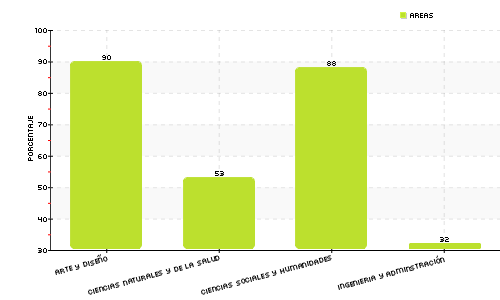 AREAS
100
90
80
70
60
50
40
30
PORCENTAJE
90
53
88
32
ARTE Y DISEÑO
CIENCIAS NATURALES Y DE LA SALUD
CIENCIAS SOCIALES Y HUMANIDADES
INGENIERIA Y ADMINSTRACIÓN